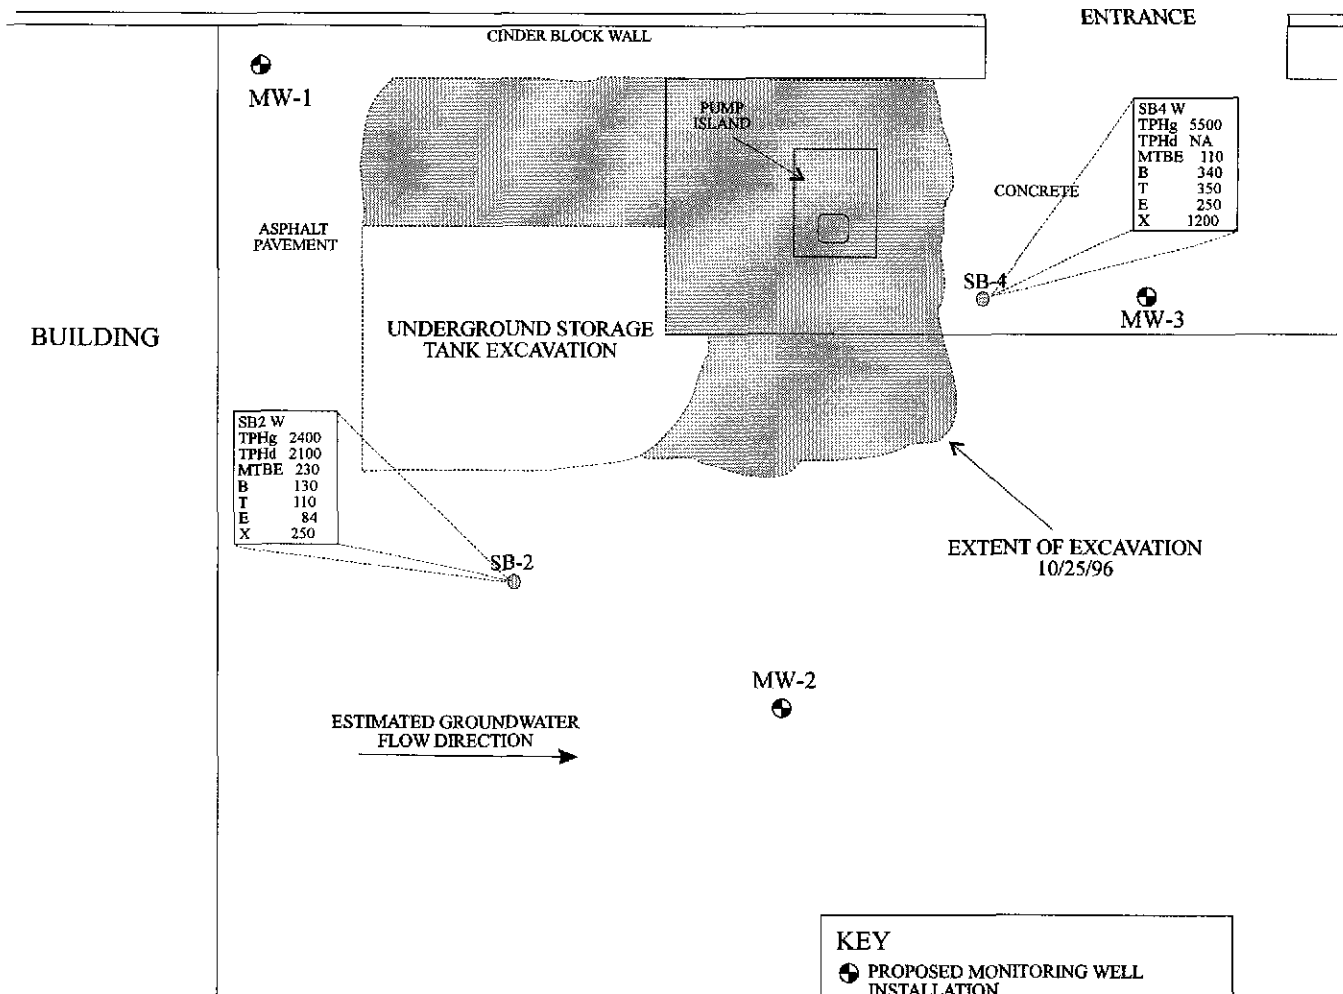 ENTRANCE
CINDER BLOCK WALL
MW-1
PUMP
ISLAND
SB4 W
TPHg 5500
TPHd NA
MTBE 110
B 340
T 350
E 250
X 1200
CONCRETE
ASPHALT
PAVEMENT
SB-4
MW-3
BUILDING
UNDERGROUND STORAGE
TANK EXCAVATION
SB2 W
TPHg 2400
TPHd 2100
MTBE 230
B 130
T 110
E 84
X 250
EXTENT OF EXCAVATION
10/25/96
SB-2
MW-2
ESTIMATED GROUNDWATER
FLOW DIRECTION
KEY
PROPOSED MONITORING WELL
INSTALLATION